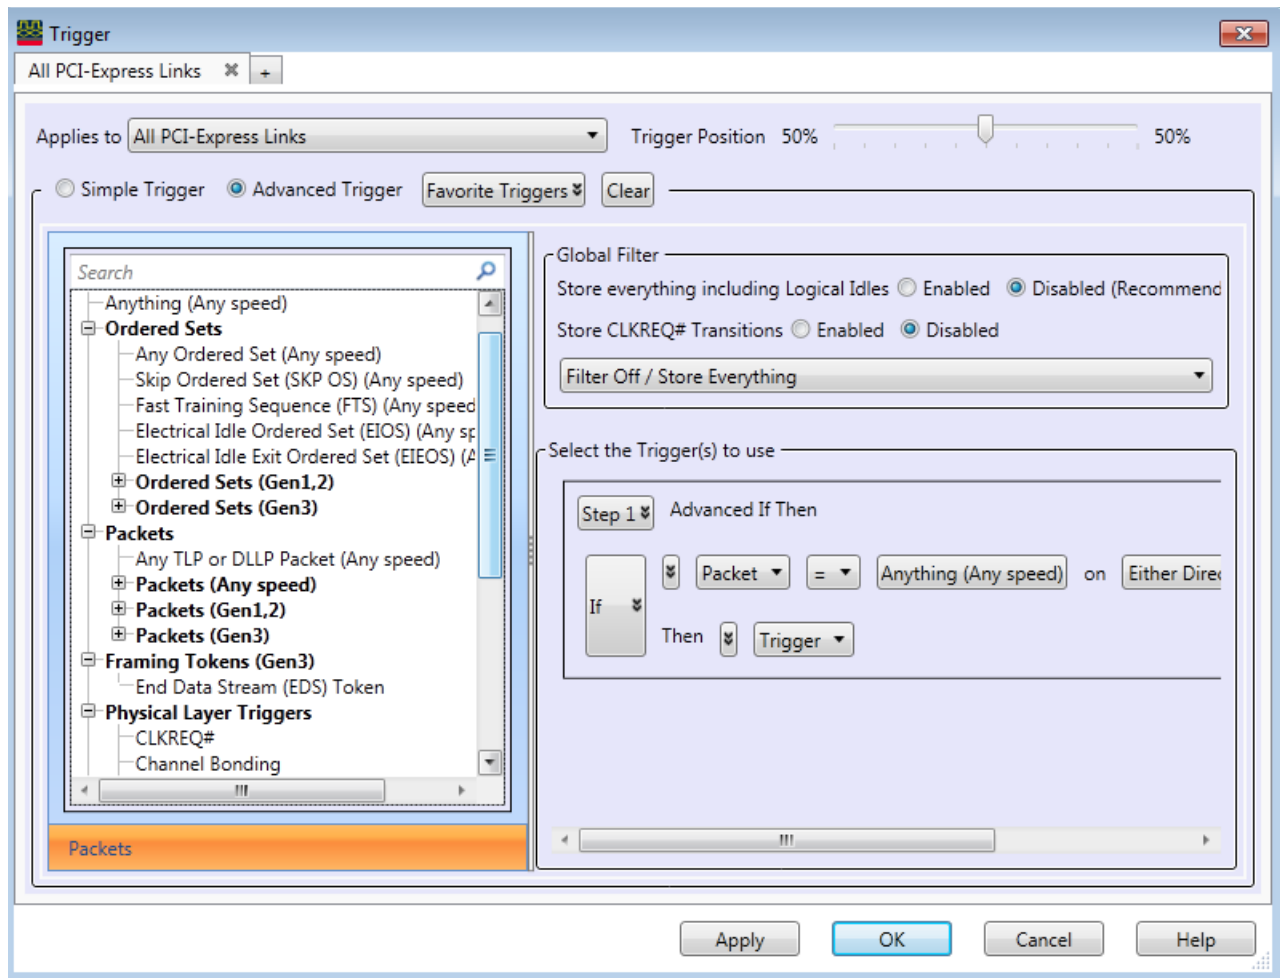 Trigger
All PCI-Express Links
+
Applies to All PCI-Express Links Trigger Position 50% 50%
Simple Trigger Advanced Trigger Favorite Triggers Clear
Search
Anything (Any speed)
Ordered Sets
Any Ordered Set (Any speed)
Skip Ordered Set (SKP OS) (Any speed)
Fast Training Sequence (FTS) (Any speed
Electrical Idle Ordered Set (EIOS) (Any sp
Electrical Idle Exit Ordered Set (EIEOS) (A
Ordered Sets (Gen1,2)
Ordered Sets (Gen3)
Packets
Any TLP or DLLP Packet (Any speed)
Packets (Any speed)
Packets (Gen1,2)
Packets (Gen3)
Framing Tokens (Gen3)
End Data Stream (EDS) Token
Physical Layer Triggers
CLKREQ#
Channel Bonding
Packets
Global Filter
Store everything including Logical Idles Enabled Disabled (Recommend
Store CLKREQ# Transitions Enabled Disabled
Filter Off / Store Everything
Select the Trigger(s) to use
Step 1 Advanced If Then
If Packet = Anything (Any speed) on Either Direc
Then Trigger
Apply OK Cancel Help